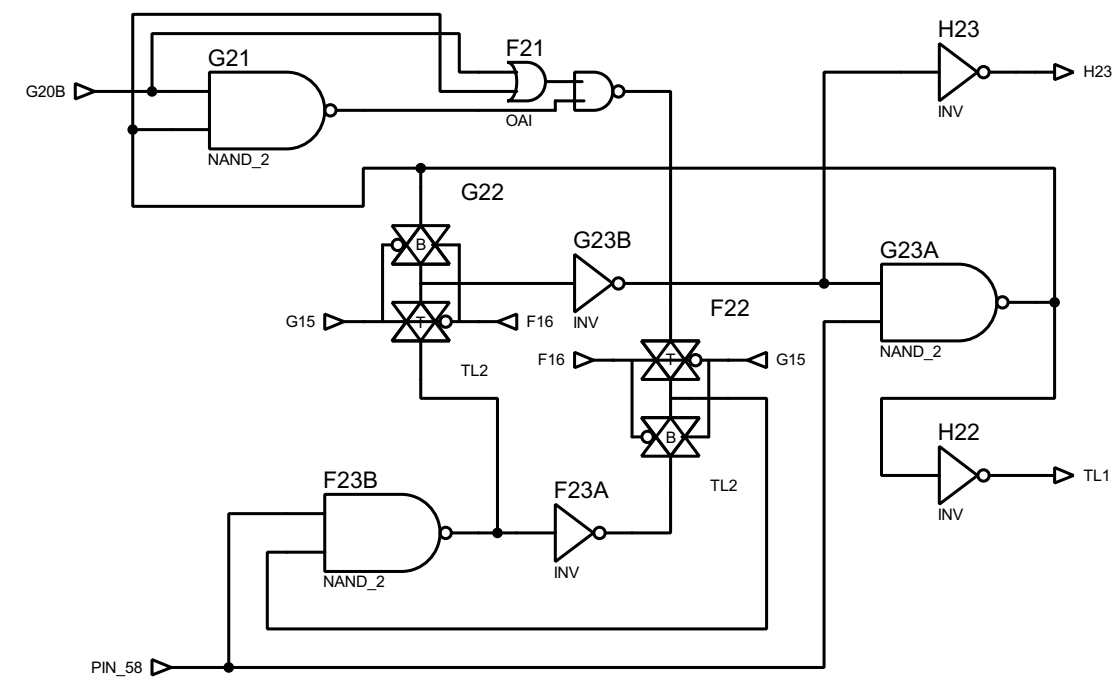 H23
F21
G21
H23
G20B
INV
OAI
NAND_2
G22
B
G23B
G23A
F22
G15
T
F16
INV
NAND_2
F16
T
G15
TL2
B
H22
TL2
TL1
F23B
F23A
INV
INV
NAND_2
PIN_58